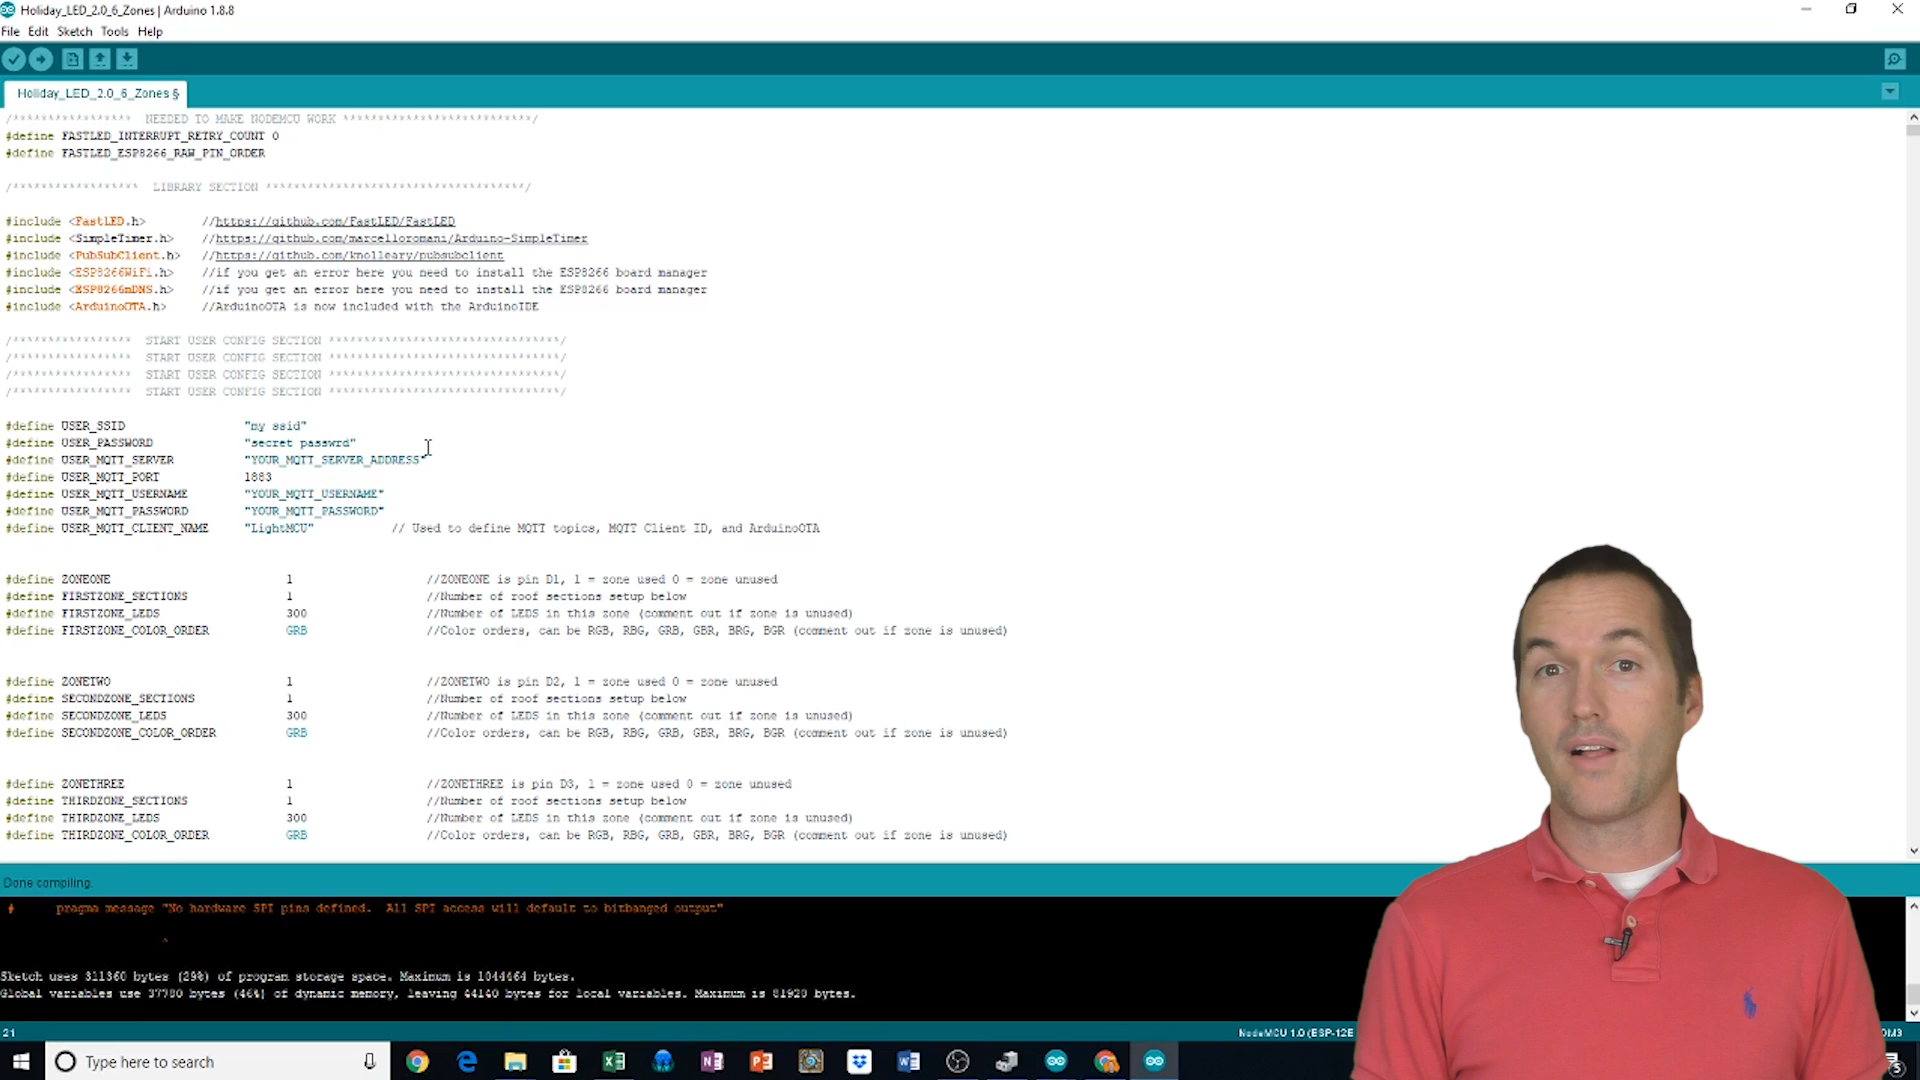 Holiday_LED_2.0_6_Zones | Arduino 1.8.8
File Edit Sketch Tools Help
Holiday_LED_2.0_6_Zones §
/***************** NEEDED TO MAKE NODEMCU WORK ***************************/
#define FASTLED_INTERRUPT_RETRY_COUNT 0
#define FASTLED_ESP8266_RAW_PIN_ORDER
/****************** LIBRARY SECTION *************************************/
#include <FastLED.h> //https://github.com/FastLED/FastLED
#include <SimpleTimer.h> //https://github.com/marcelloromani/Arduino-SimpleTimer
#include <PubSubClient.h> //https://github.com/knolleary/pubsubclient
#include <ESP8266WiFi.h> //if you get an error here you need to install the ESP8266 board manager
#include <ESP8266mDNS.h> //if you get an error here you need to install the ESP8266 board manager
#include <ArduinoOTA.h> //ArduinoOTA is now included with the ArduinoIDE
/***************** START USER CONFIG SECTION *********************************/
/***************** START USER CONFIG SECTION *********************************/
/***************** START USER CONFIG SECTION *********************************/
/***************** START USER CONFIG SECTION *********************************/
#define USER_SSID "my ssid"
#define USER_PASSWORD "secret passwrd"
#define USER_MQTT_SERVER "YOUR_MQTT_SERVER_ADDRESS"
#define USER_MQTT_PORT 1883
#define USER_MQTT_USERNAME "YOUR_MQTT_USERNAME"
#define USER_MQTT_PASSWORD "YOUR_MQTT_PASSWORD"
#define USER_MQTT_CLIENT_NAME "LightMCU" // Used to define MQTT topics, MQTT Client ID, and ArduinoOTA
#define ZONEONE 1 //ZONEONE is pin D1, 1 = zone used 0 = zone unused
#define FIRSTZONE_SECTIONS 1 //Number of roof sections setup below
#define FIRSTZONE_LEDS 300 //Number of LEDS in this zone (comment out if zone is unused)
#define FIRSTZONE_COLOR_ORDER GRB //Color orders, can be RGB, RBG, GRB, GBR, BRG, BGR (comment out if zone is unused)
#define ZONETWO 1 //ZONETWO is pin D2, 1 = zone used 0 = zone unused
#define SECONDZONE_SECTIONS 1 //Number of roof sections setup below
#define SECONDZONE_LEDS 300 //Number of LEDS in this zone (comment out if zone is unused)
#define SECONDZONE_COLOR_ORDER GRB //Color orders, can be RGB, RBG, GRB, GBR, BRG, BGR (comment out if zone is unused)
#define ZONETHREE 1 //ZONETHREE is pin D3, 1 = zone used 0 = zone unused
#define THIRDZONE_SECTIONS 1 //Number of roof sections setup below
#define THIRDZONE_LEDS 300 //Number of LEDS in this zone (comment out if zone is unused)
#define THIRDZONE_COLOR_ORDER GRB //Color orders, can be RGB, RBG, GRB, GBR, BRG, BGR (comment out if zone is unused)
Done compiling.
# pragma message "No hardware SPI pins defined. All SPI access will default to bitbanged output"
^
Sketch uses 311360 bytes (29%) of program storage space. Maximum is 1044464 bytes.
Global variables use 37780 bytes (46%) of dynamic memory, leaving 44140 bytes for local variables. Maximum is 81920 bytes.
21 NodeMCU 1.0 (ESP-12E
Type here to search